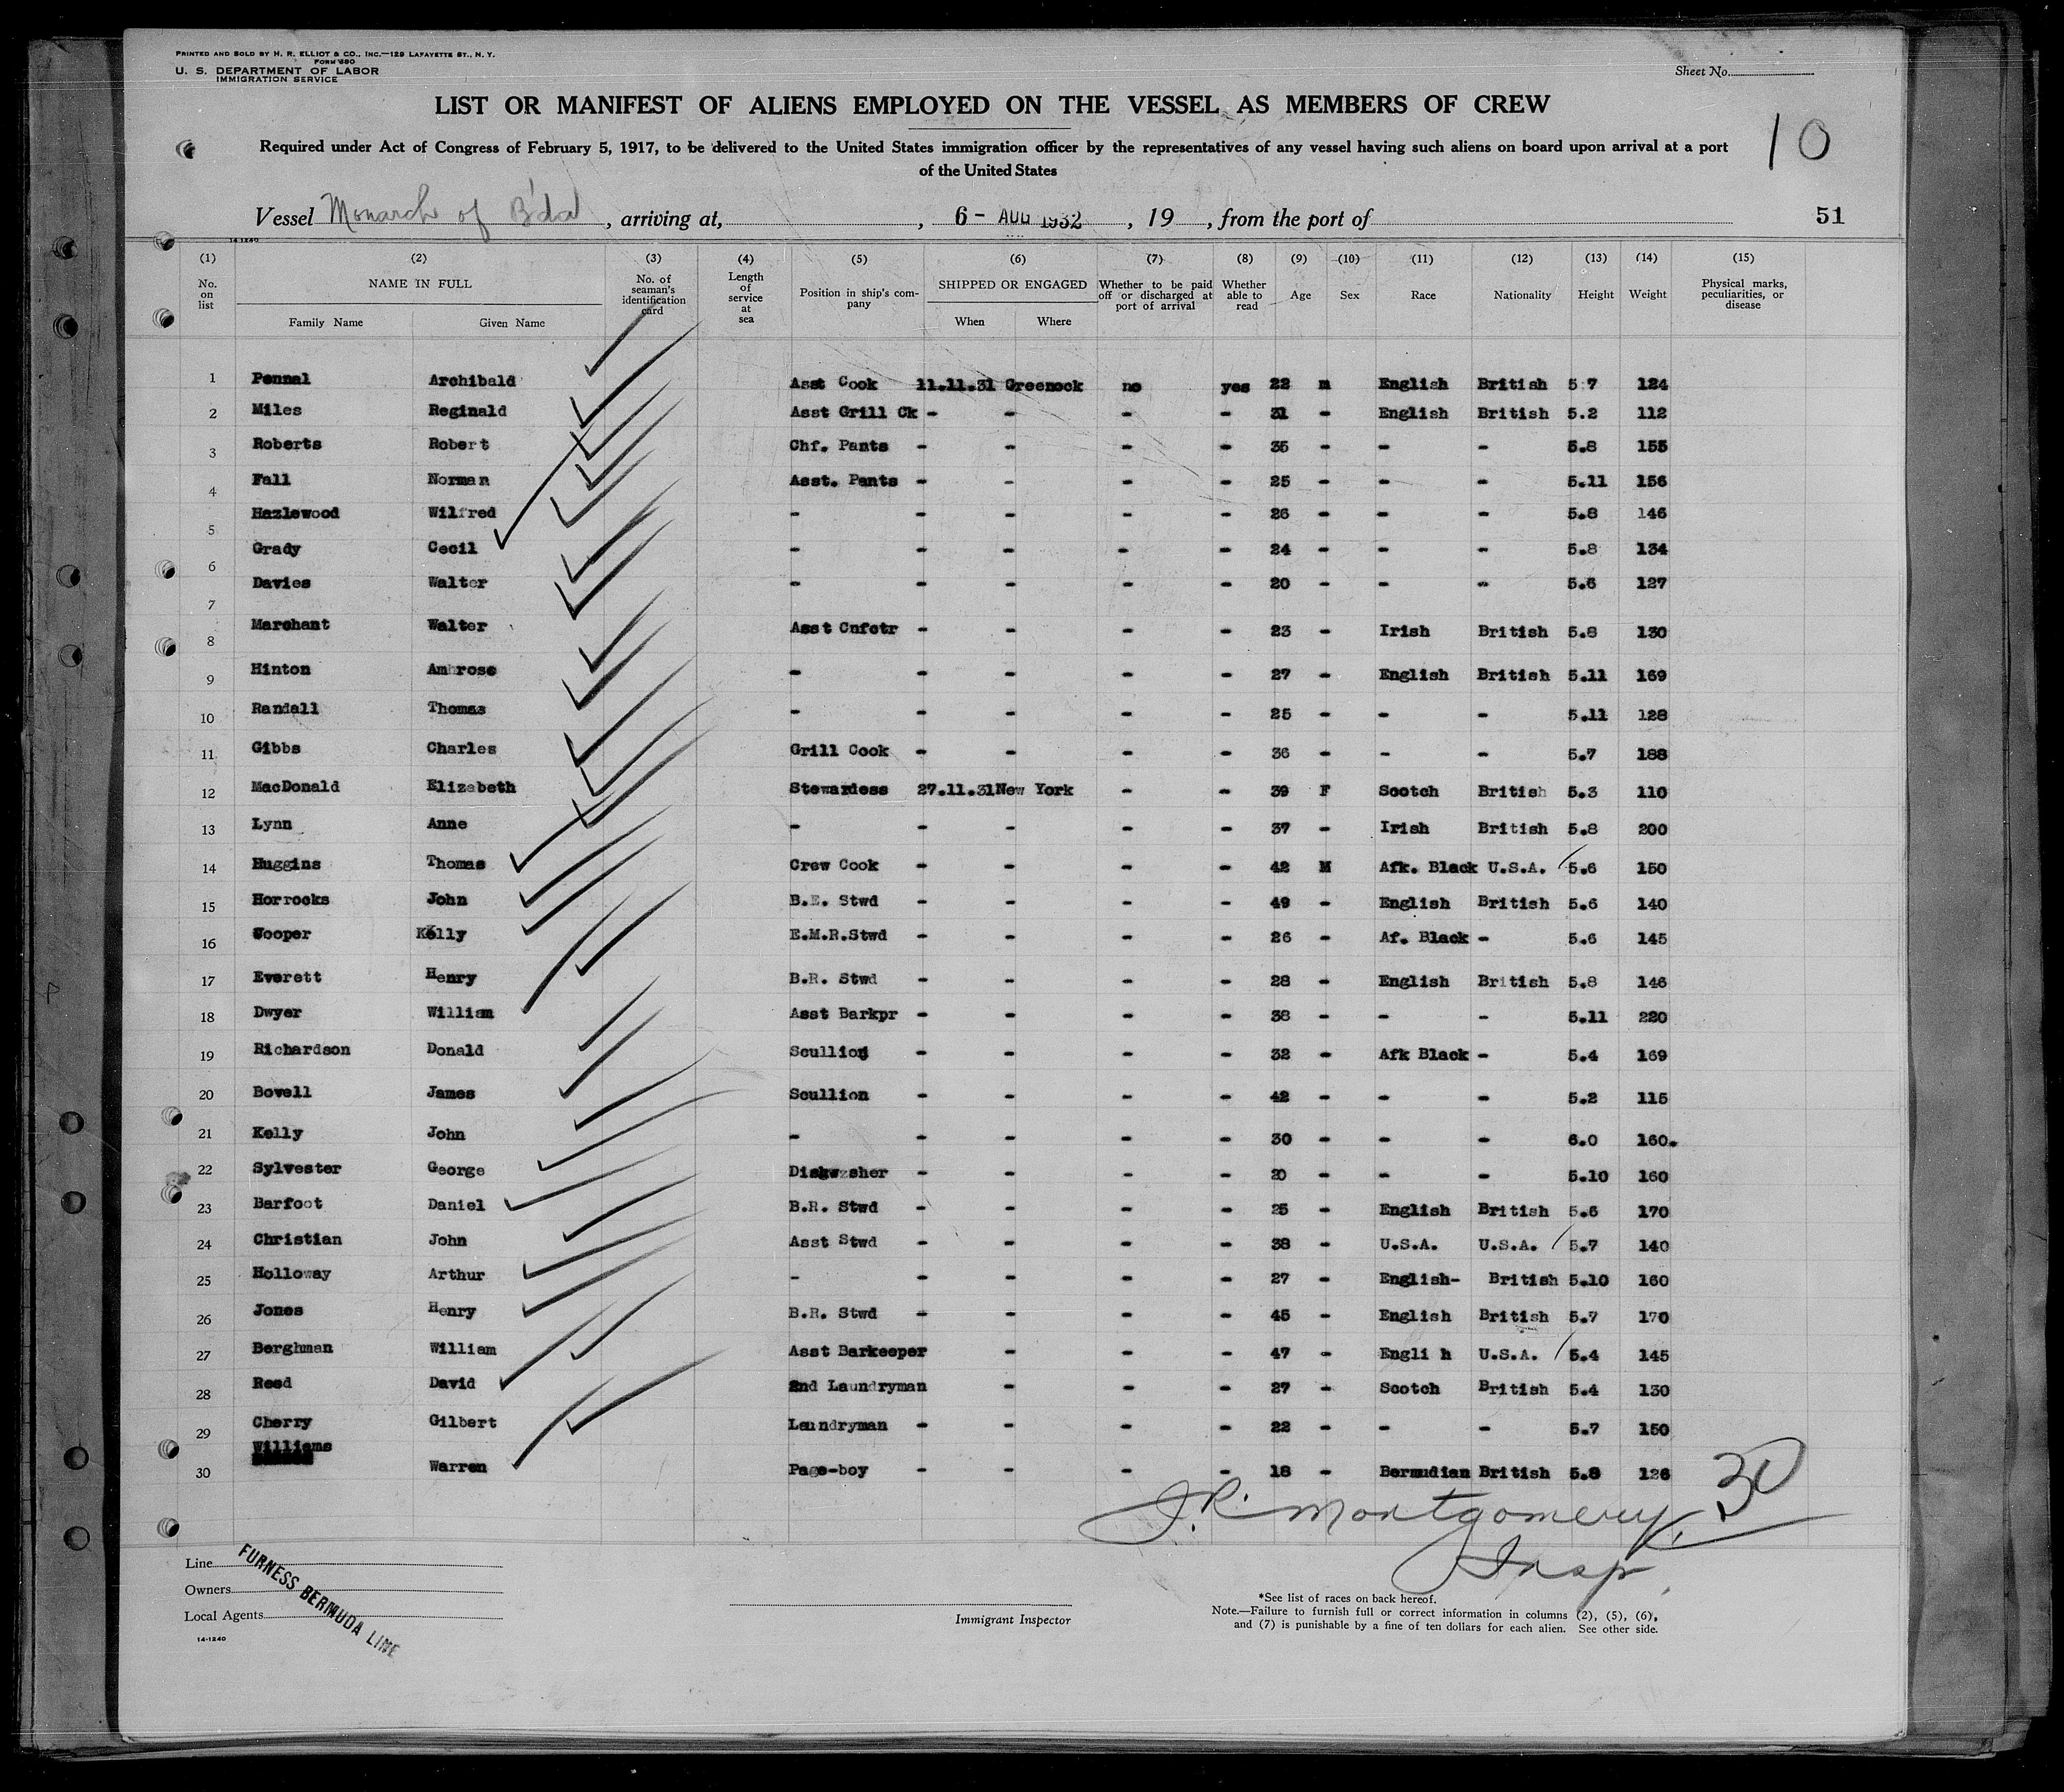 PRINTED AND SOLD BY H. R. ELLIOT & CO., INC.—129 LAFAYETTE ST., N. Y.
FORM 680
U. S. DEPARTMENT OF LABOR
IMMIGRATION SERVICE
Sheet No.
LIST OR MANIFEST OF ALIENS EMPLOYED ON THE VESSEL AS MEMBERS OF CREW
10
Required under Act of Congress of February 5, 1917, to be delivered to the United States immigration officer by the representatives of any vessel having such aliens on board upon arrival at a port
of the United States
Vessel Monarch of B'da, arriving at, , 6 - AUG 1932, 19 , from the port of 51
14-1240
(1) (2) (3) (4) (5) (6) (7) (8) (9) (10) (11) (12) (13) (14) (15)
No. on list NAME IN FULL Family Name Given Name No. of seaman's identification card Length of service at sea Position in ship's company SHIPPED OR ENGAGED When Where Whether to be paid off or discharged at port of arrival Whether able to read Age Sex Race Nationality Height Weight Physical marks, peculiarities, or disease
1 Pennal Archibald Asst Cook 11.11.31 Greenock no yes 22 m English British 5 7 124
2 Miles Reginald Asst Grill Ck - - - - 31 - English British 5.2 112
3 Roberts Robert Chf. Pants - - - - 35 - - - 5.8 155
4 Fall Norman Asst. Pants - - - - 25 - - - 5.11 156
5 Hazlewood Wilfred - - - - - 26 - - - 5.8 146
6 Grady Cecil - - - - - 24 - - - 5.8 134
7 Davies Walter - - - - - 20 - - - 5.6 127
8 Marchant Walter Asst Cnfctr - - - - 23 - Irish British 5.8 130
9 Hinton Ambrose - - - - - 27 - English British 5.11 169
10 Randall Thomas - - - - - 25 - - - 5.11 128
11 Gibbs Charles Grill Cook - - - - 36 - - - 5.7 188
12 MacDonald Elizabeth Stewardess 27.11.31 New York - - 39 F Scotch British 5.3 110
13 Lynn Anne - - - - - 37 - Irish British 5.8 200
14 Huggins Thomas Crew Cook - - - - 42 M Afk. Black U.S.A. 5.6 150
15 Horrocks John B.E. Stwd - - - - 49 - English British 5.6 140
16 Wooper Kelly E.M.R.Stwd - - - - 26 - Af. Black - 5.6 145
17 Everett Henry B.R. Stwd - - - - 28 - English British 5.8 146
18 Dwyer William Asst Barkpr - - - - 38 - - - 5.11 220
19 Richardson Donald Scullion - - - - 32 - Afk Black - 5.4 169
20 Bovell James Scullion - - - - 42 - - - 5.2 115
21 Kelly John - - - - - 30 - - - 6.0 160.
22 Sylvester George Diskwasher - - - - 20 - - - 5.10 160
23 Barfoot Daniel B.R. Stwd - - - - 25 - English British 5.6 170
24 Christian John Asst Stwd - - - - 38 - U.S.A. U.S.A. 5.7 140
25 Holloway Arthur - - - - - 27 - English- British 5.10 160
26 Jones Henry B.R. Stwd - - - - 45 - English British 5.7 170
27 Berghman William Asst Barkeeper - - - 47 - Engli h U.S.A. 5.4 145
28 Reed David 2nd Laundryman - - - 27 - Scotch British 5.4 130
29 Cherry Gilbert Laundryman - - - - 22 - - - 5.7 150
30 Williams Warren Page-boy - - - - 18 - Bermudian British 5.8 126
30
J.R. Montgomery
Insp.
Line
Owners
Local Agents
FURNESS BERMUDA LINE
14-1240
Immigrant Inspector
*See list of races on back hereof.
Note.—Failure to furnish full or correct information in columns (2), (5), (6),
and (7) is punishable by a fine of ten dollars for each alien. See other side.